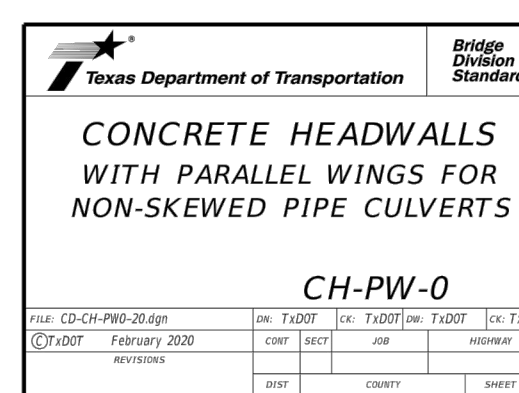 ®
Texas Department of Transportation
Bridge
Division
Standard
CONCRETE HEADWALLS
WITH PARALLEL WINGS FOR
NON-SKEWED PIPE CULVERTS
CH-PW-0
FILE: CD-CH-PW0-20.dgn DN: TxDOT CK: TxDOT DW: TxDOT CK:
©TxDOT February 2020 CONT SECT JOB HIGHWAY
REVISIONS
DIST COUNTY SHEET